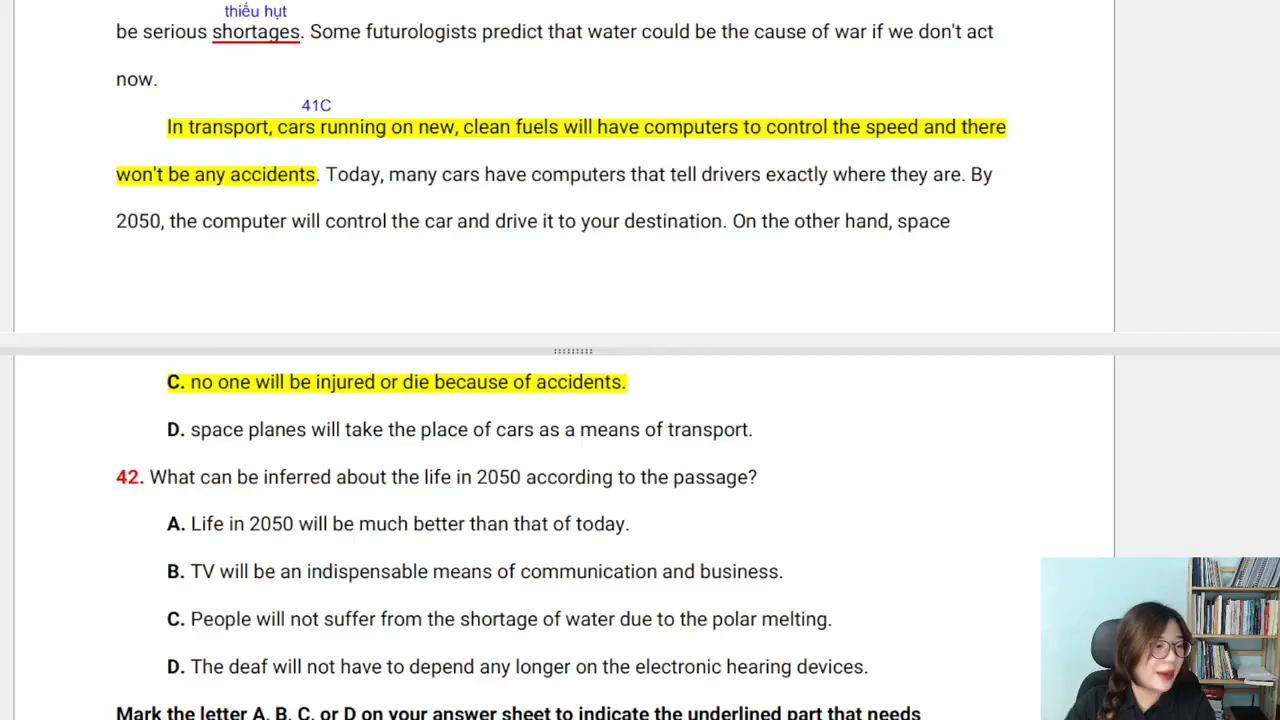 thiếu hụt
be serious shortages. Some futurologists predict that water could be the cause of war if we don't act
now.
41C
In transport, cars running on new, clean fuels will have computers to control the speed and there
won't be any accidents. Today, many cars have computers that tell drivers exactly where they are. By
2050, the computer will control the car and drive it to your destination. On the other hand, space
C. no one will be injured or die because of accidents.
D. space planes will take the place of cars as a means of transport.
42. What can be inferred about the life in 2050 according to the passage?
A. Life in 2050 will be much better than that of today.
B. TV will be an indispensable means of communication and business.
C. People will not suffer from the shortage of water due to the polar melting.
D. The deaf will not have to depend any longer on the electronic hearing devices.
Mark the letter A, B, C, or D on your answer sheet to indicate the underlined part that needs